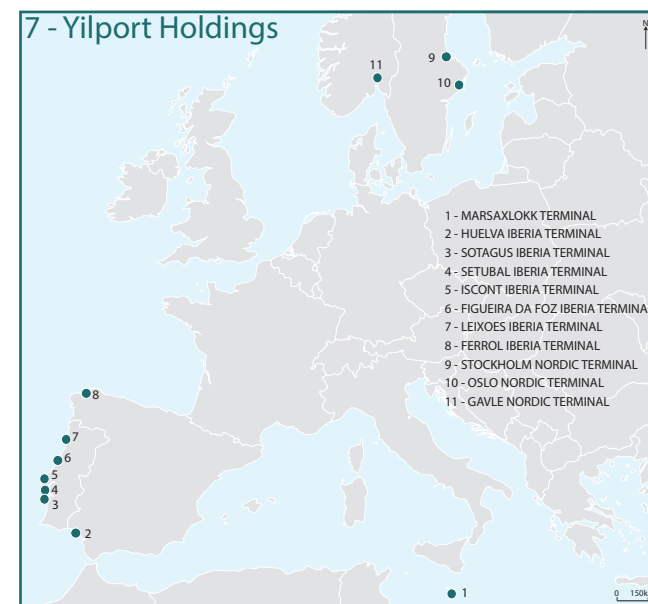 7 - Yilport Holdings
N
11
9
10
1 - MARSAXLOKK TERMINAL
2 - HUELVA IBERIA TERMINAL
3 - SOTAGUS IBERIA TERMINAL
4 - SETUBAL IBERIA TERMINAL
5 - ISCONT IBERIA TERMINAL
6 - FIGUEIRA DA FOZ IBERIA TERMINA
7 - LEIXOES IBERIA TERMINAL
8 - FERROL IBERIA TERMINAL
9 - STOCKHOLM NORDIC TERMINAL
10 - OSLO NORDIC TERMINAL
11 - GAVLE NORDIC TERMINAL
8
7
6
5
4
3
2
1
0 150k